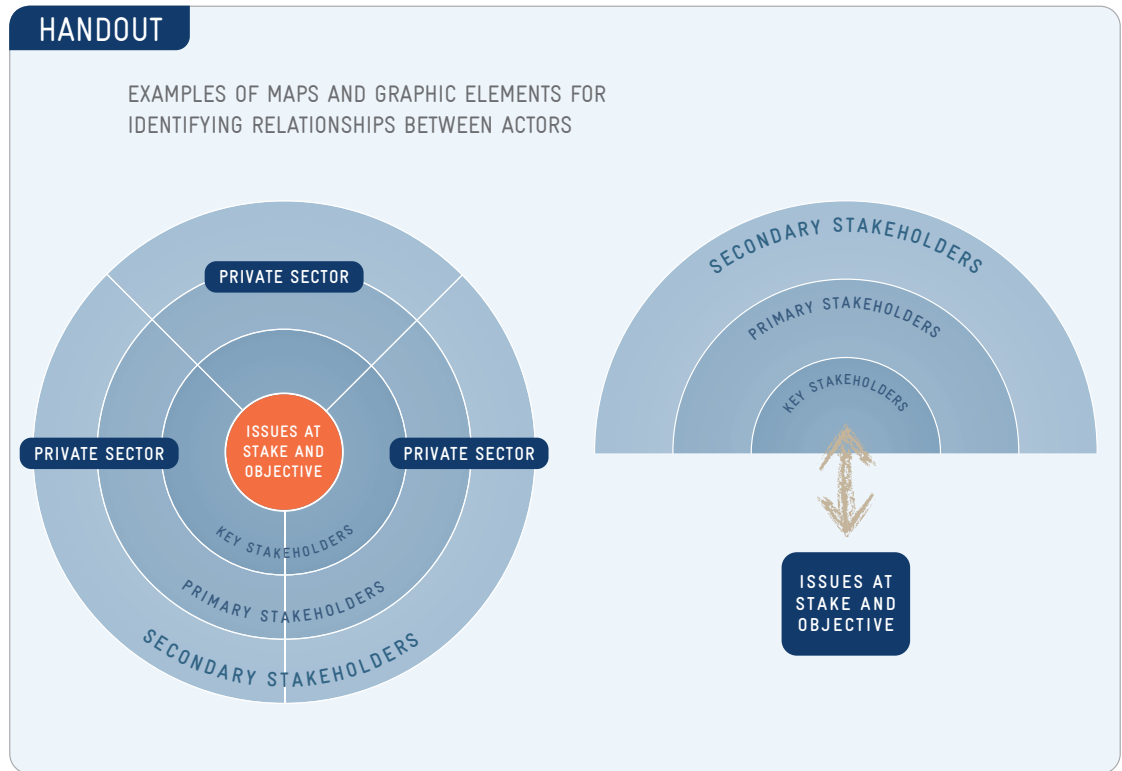 HANDOUT
EXAMPLES OF MAPS AND GRAPHIC ELEMENTS FOR
IDENTIFYING RELATIONSHIPS BETWEEN ACTORS
PRIVATE SECTOR
PRIVATE SECTOR
ISSUES AT
STAKE AND
OBJECTIVE
PRIVATE SECTOR
KEY STAKEHOLDERS
PRIMARY STAKEHOLDERS
SECONDARY STAKEHOLDERS
SECONDARY STAKEHOLDERS
PRIMARY STAKEHOLDERS
KEY STAKEHOLDERS
ISSUES AT
STAKE AND
OBJECTIVE